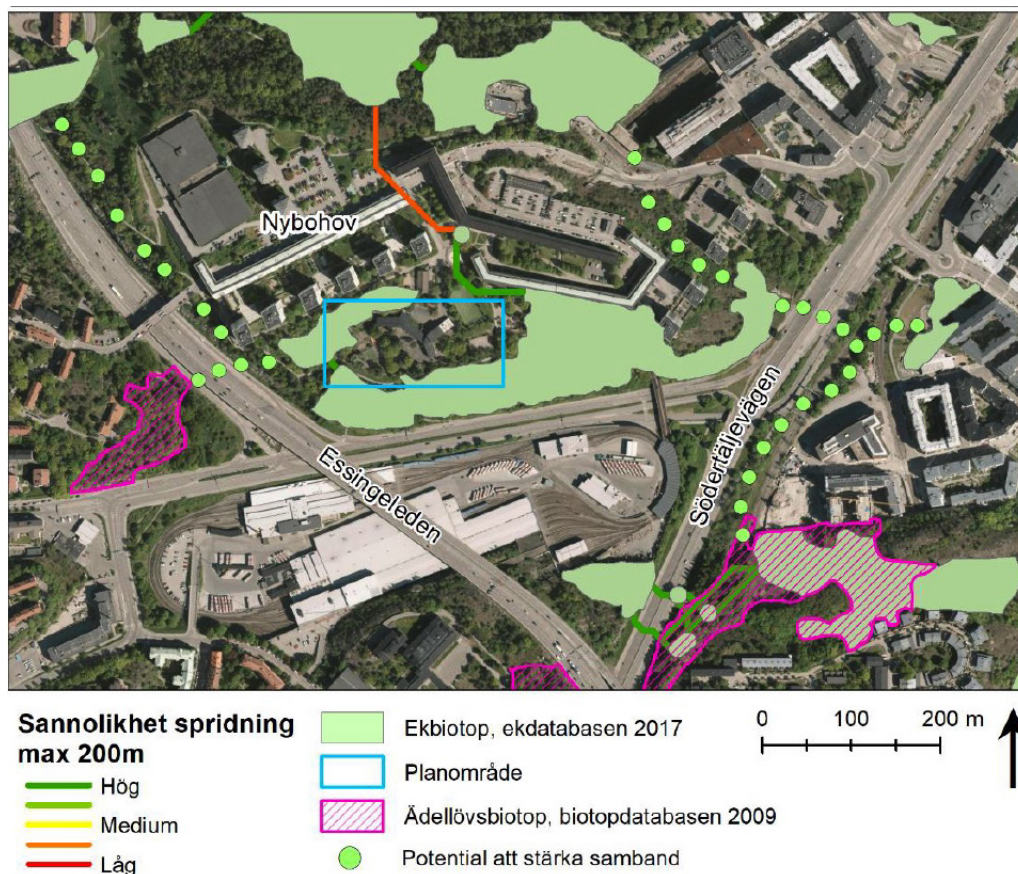 Nybohov
Essingeleden
Södertäljevägen
Sannolikhet spridning
max 200m
Hög
Medium
Låg
Ekbiotop, ekdatabasen 2017
Planområde
Ädellövsbiotop, biotopdatabasen 2009
Potential att stärka samband
0 100 200 m